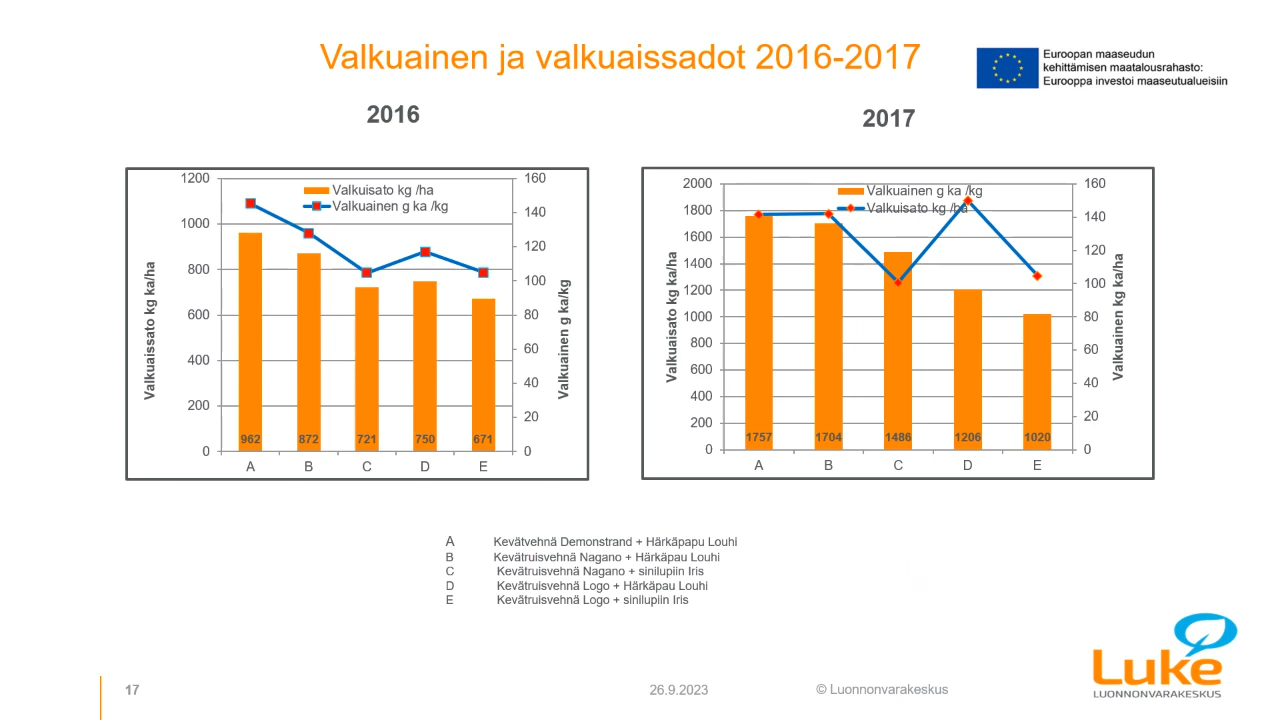 Valkuainen ja valkuaissadot 2016-2017
Euroopan maaseudun
kehittämisen maatalousrahasto:
Eurooppa investoi maaseutualueisiin
2016
2017
Valkuisato kg /ha
Valkuainen g ka /kg
1200
1000
800
600
400
200
0
160
140
120
100
80
60
40
20
0
Valkuaissato kg ka/ha
Valkuainen g ka/kg
962
872
721
750
671
A
B
C
D
E
Valkuainen g ka /kg
Valkuisato kg /ha
2000
1800
1600
1400
1200
1000
800
600
400
200
0
160
140
120
100
80
60
40
20
0
Valkuaisato kg ka/ha
Valkuainen kg ka/ha
1757
1704
1486
1206
1020
A
B
C
D
E
A Kevätvehnä Demonstrand + Härkäpapu Louhi
B Kevätruisvehnä Nagano + Härkäpau Louhi
C Kevätruisvehnä Nagano + sinilupiin Iris
D Kevätruisvehnä Logo + Härkäpau Louhi
E Kevätruisvehnä Logo + sinilupiin Iris
17
26.9.2023
© Luonnonvarakeskus
Luke
LUONNONVARAKESKUS